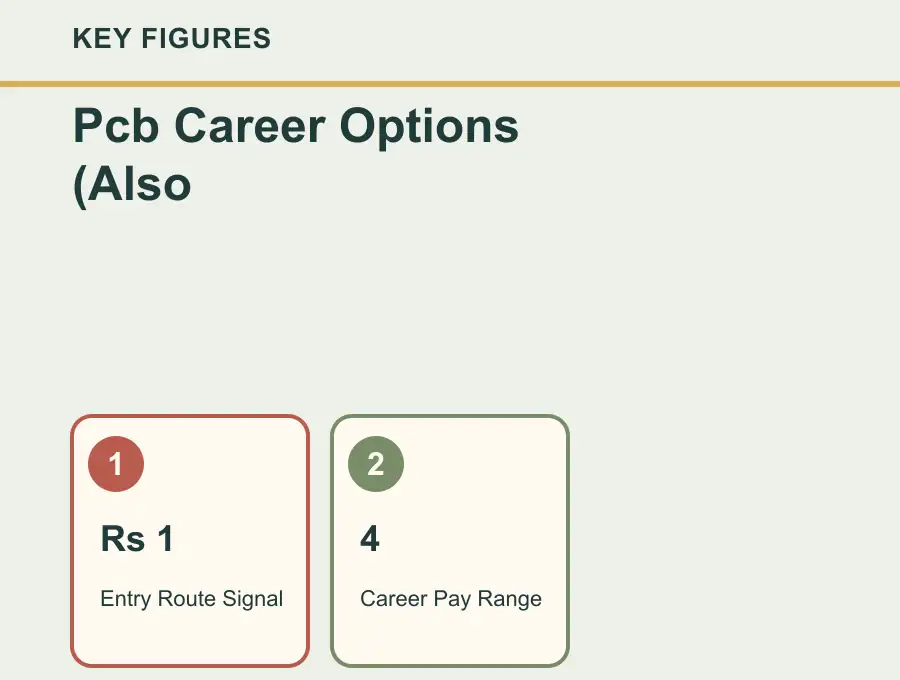 KEY FIGURES
Pcb Career Options
(Also
1
Rs 1
Entry Route Signal
2
4
Career Pay Range